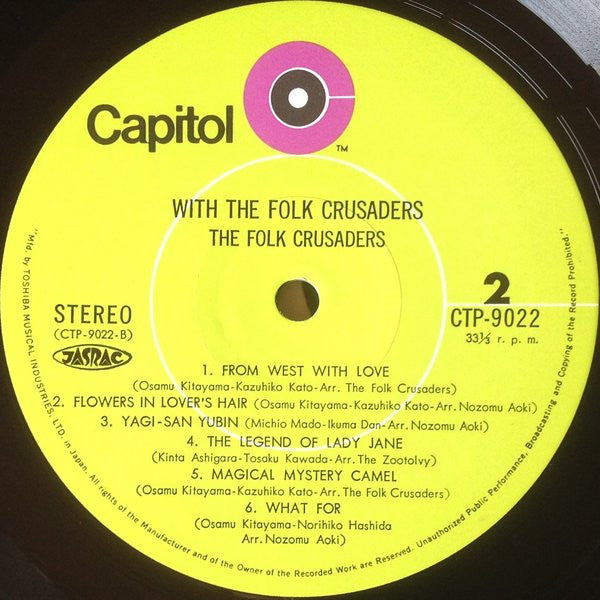 Capitol
TM
WITH THE FOLK CRUSADERS
THE FOLK CRUSADERS
STEREO
(CTP-9022-B)
JASRAC
2
CTP-9022
33⅓ r. p. m.
1. FROM WEST WITH LOVE
(Osamu Kitayama-Kazuhiko Kato-Arr. The Folk Crusaders)
2. FLOWERS IN LOVER'S HAIR (Osamu Kitayama-Kazuhiko Kato-Arr. Nozomu Aoki)
3. YAGI-SAN YUBIN (Michio Mado-Ikuma Dan-Arr. Nozomu Aoki)
4. THE LEGEND OF LADY JANE
(Kinta Ashigara-Tosaku Kawada-Arr. The Zootolvy)
5. MAGICAL MYSTERY CAMEL
(Osamu Kitayama-Kazuhiko Kato-Arr. The Folk Crusaders)
6. WHAT FOR
(Osamu Kitayama-Norihiko Hashida
Arr. Nozomu Aoki)
"Mfd. by TOSHIBA MUSICAL INDUSTRIES, LTD. in Japan. All rights of the Manufacturer and of the Owner of the Recorded Work are Reserved. Unauthorized Public Performance, Broadcasting and Copying of the Record Prohibited."